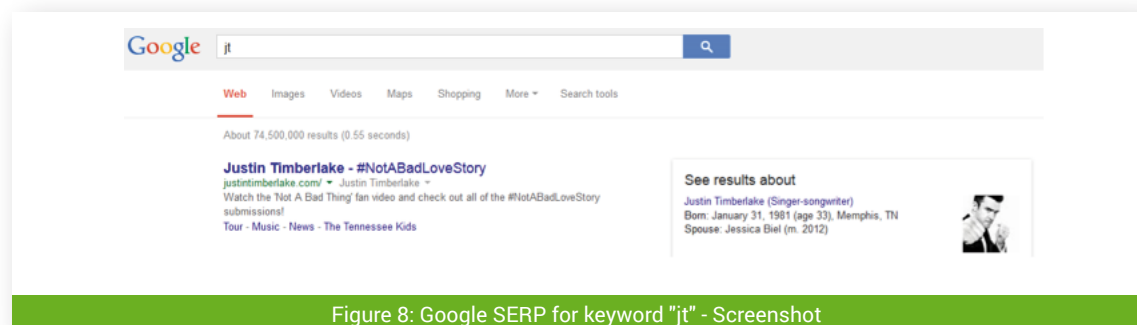 Google jt
Web Images Videos Maps Shopping More Search tools
About 74,500,000 results (0.55 seconds)
Justin Timberlake - #NotABadLoveStory
justintimberlake.com/ Justin Timberlake
Watch the 'Not A Bad Thing' fan video and check out all of the #NotABadLoveStory
submissions!
Tour - Music - News - The Tennessee Kids
See results about
Justin Timberlake (Singer-songwriter)
Born: January 31, 1981 (age 33), Memphis, TN
Spouse: Jessica Biel (m. 2012)
Figure 8: Google SERP for keyword "jt" - Screenshot